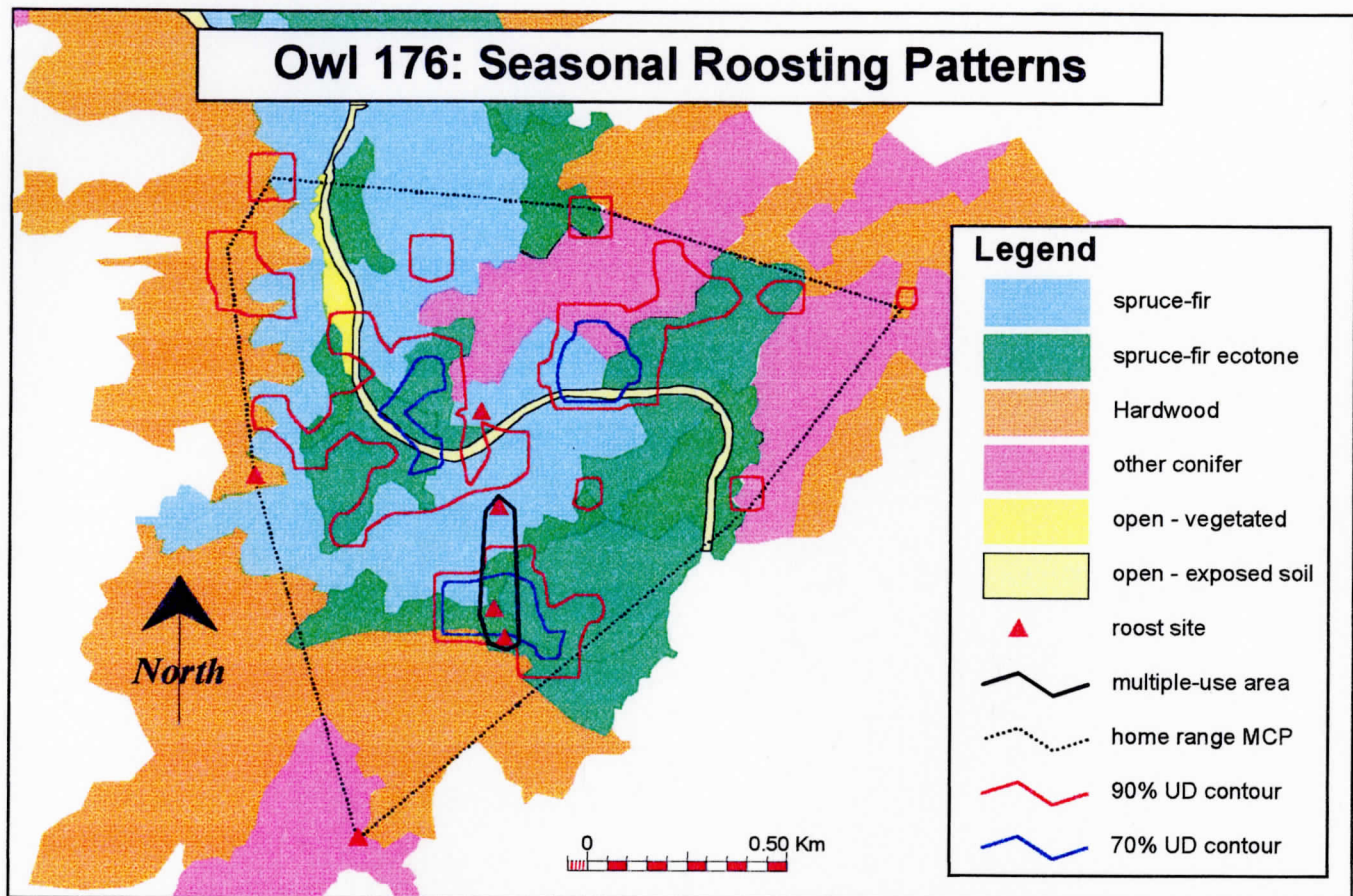 Owl 176: Seasonal Roosting Patterns
Legend
spruce-fir
spruce-fir ecotone
Hardwood
other conifer
open - vegetated
open - exposed soil
roost site
multiple-use area
home range MCP
90% UD contour
70% UD contour
North
0 0.50 Km